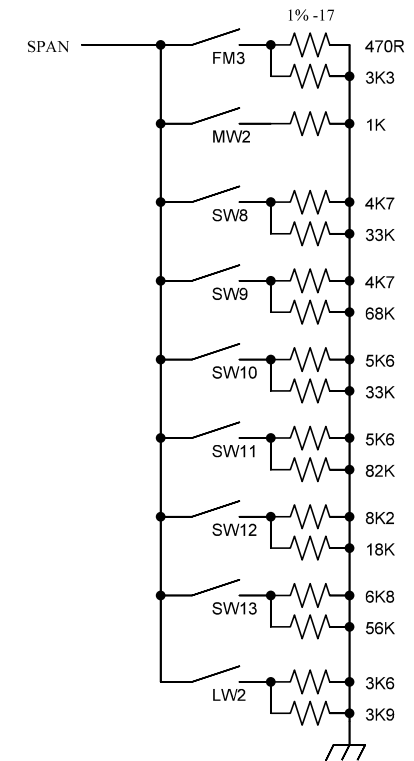 1% -17
SPAN
470R
FM3
3K3
MW2
1K
SW8
4K7
33K
SW9
4K7
68K
SW10
5K6
33K
SW11
5K6
82K
SW12
8K2
18K
SW13
6K8
56K
LW2
3K6
3K9